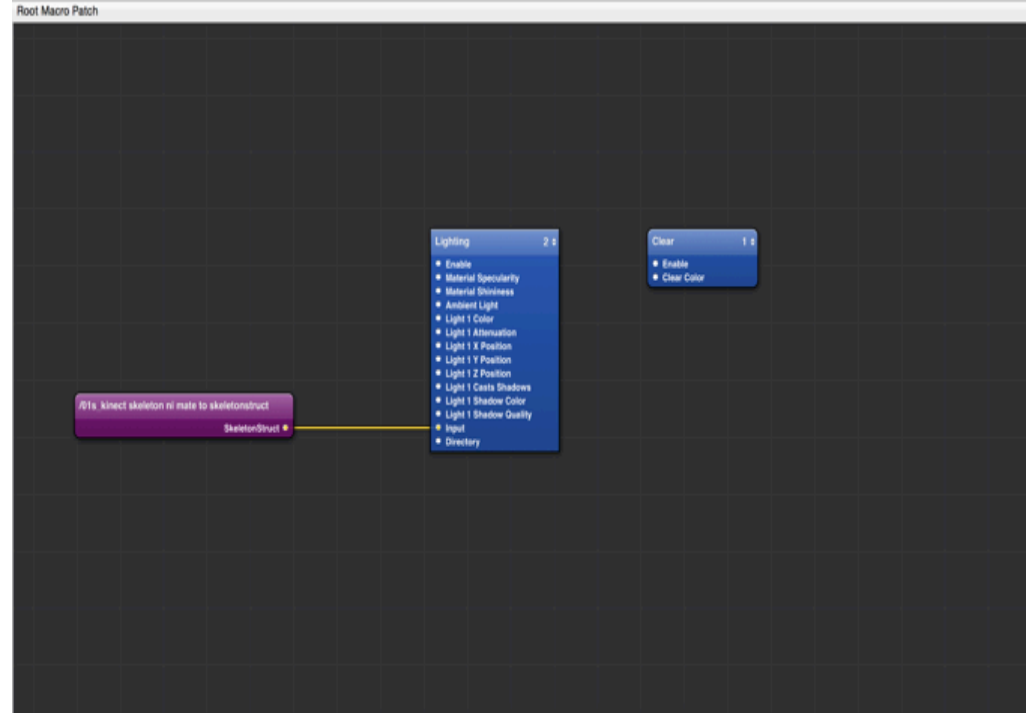 Root Macro Patch
Lighting 2
Enable
Material Specularity
Material Shininess
Ambient Light
Light 1 Color
Light 1 Attenuation
Light 1 X Position
Light 1 Y Position
Light 1 Z Position
Light 1 Casts Shadows
Light 1 Shadow Color
Light 1 Shadow Quality
Input
Directory
Clear 1
Enable
Clear Color
/01s_kinect skeleton ni mate to skeletonstruct
SkeletonStruct